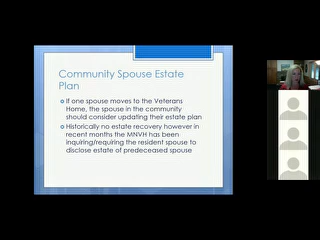 Community Spouse Estate
Plan
If one spouse moves to the Veterans
Home, the spouse in the community
should consider updating their estate plan
Historically no estate recovery however in
recent months the MNVH has been
inquiring/requiring the resident spouse to
disclose estate of predeceased spouse